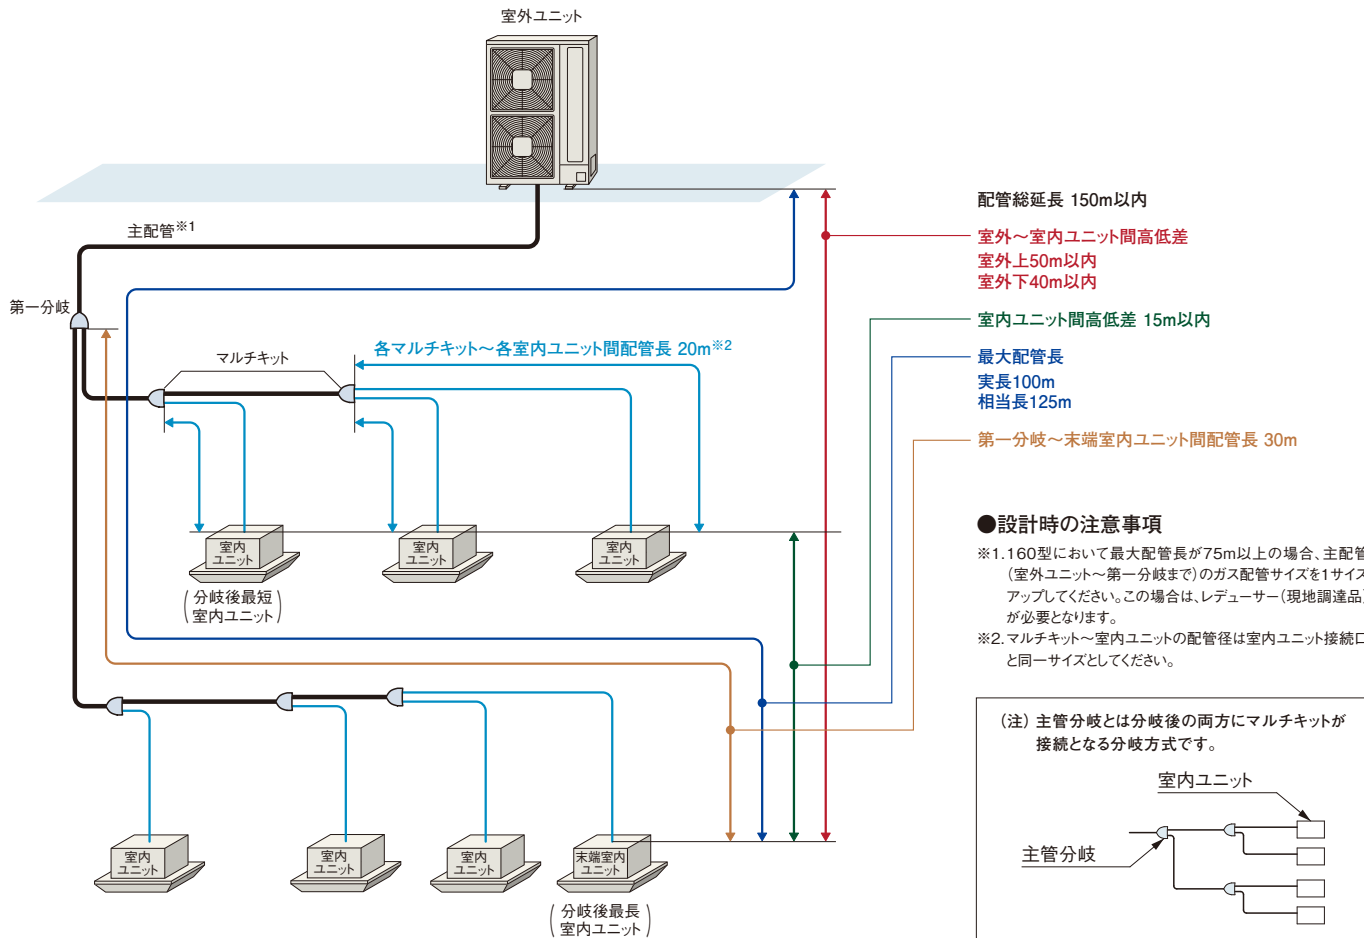 室外ユニット
主配管※1
第一分岐
マルチキット
各マルチキット～各室内ユニット間配管長 20m※2
室内
ユニット
室内
ユニット
室内
ユニット
(分岐後最短
室内ユニット)
室内
ユニット
室内
ユニット
室内
ユニット
末端室内
ユニット
(分岐後最長
室内ユニット)
配管総延長 150m以内
室外～室内ユニット間高低差
室外上50m以内
室外下40m以内
室内ユニット間高低差 15m以内
最大配管長
実長100m
相当長125m
第一分岐～末端室内ユニット間配管長 30m
●設計時の注意事項
※1.160型において最大配管長が75m以上の場合、主配管
(室外ユニット～第一分岐まで)のガス配管サイズを1サイズ
アップしてください。この場合は、レデューサー(現地調達品)
が必要となります。
※2.マルチキット～室内ユニットの配管径は室内ユニット接続口
と同一サイズとしてください。
(注) 主管分岐とは分岐後の両方にマルチキットが
接続となる分岐方式です。
室内ユニット
主管分岐